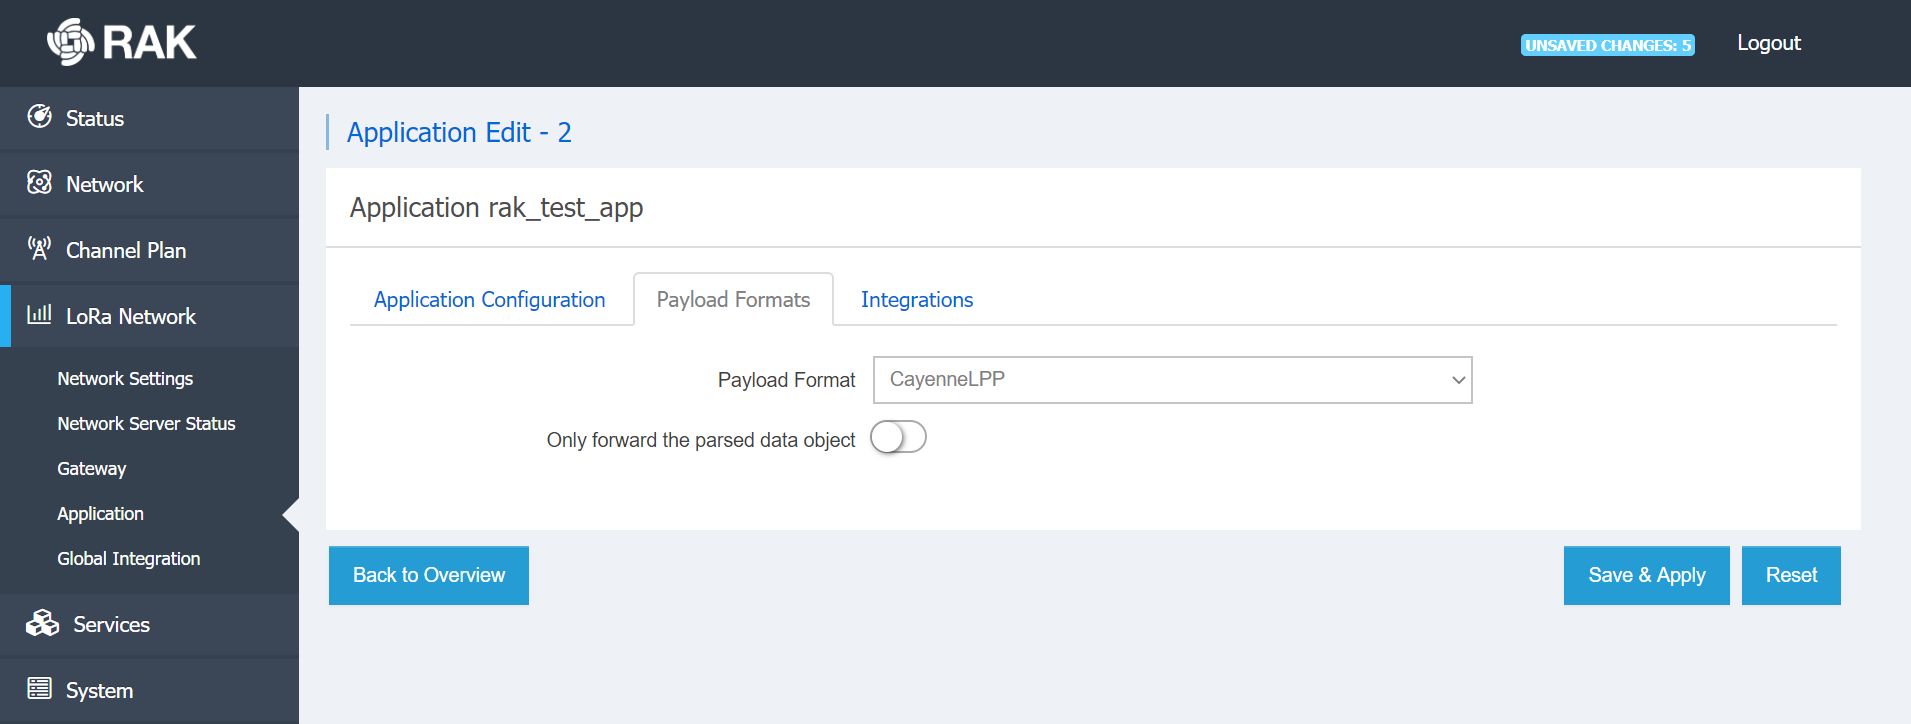 RAK
UNSAVED CHANGES: 5
Logout
Status
Network
Channel Plan
LoRa Network
Network Settings
Network Server Status
Gateway
Application
Global Integration
Services
System
Application Edit - 2
Application rak_test_app
Application Configuration
Payload Formats
Integrations
Payload Format
CayenneLPP
Only forward the parsed data object
Back to Overview
Save & Apply
Reset